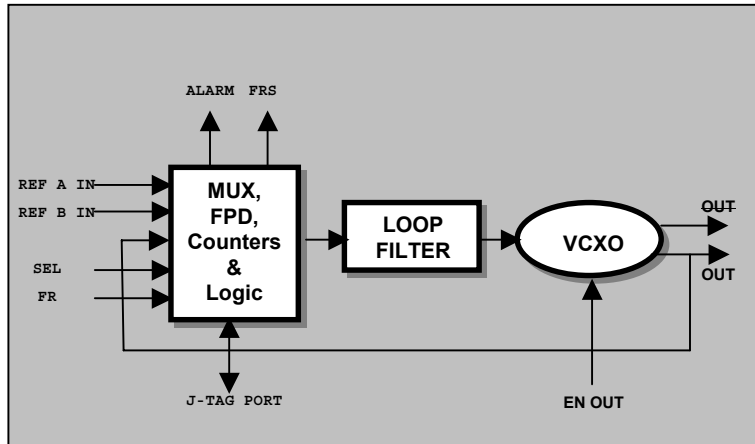 ALARM FRS
REF A IN
REF B IN
SEL
FR
MUX,
FPD,
Counters
&
Logic
LOOP
FILTER
VCXO
OUT
OUT
J-TAG PORT
EN OUT